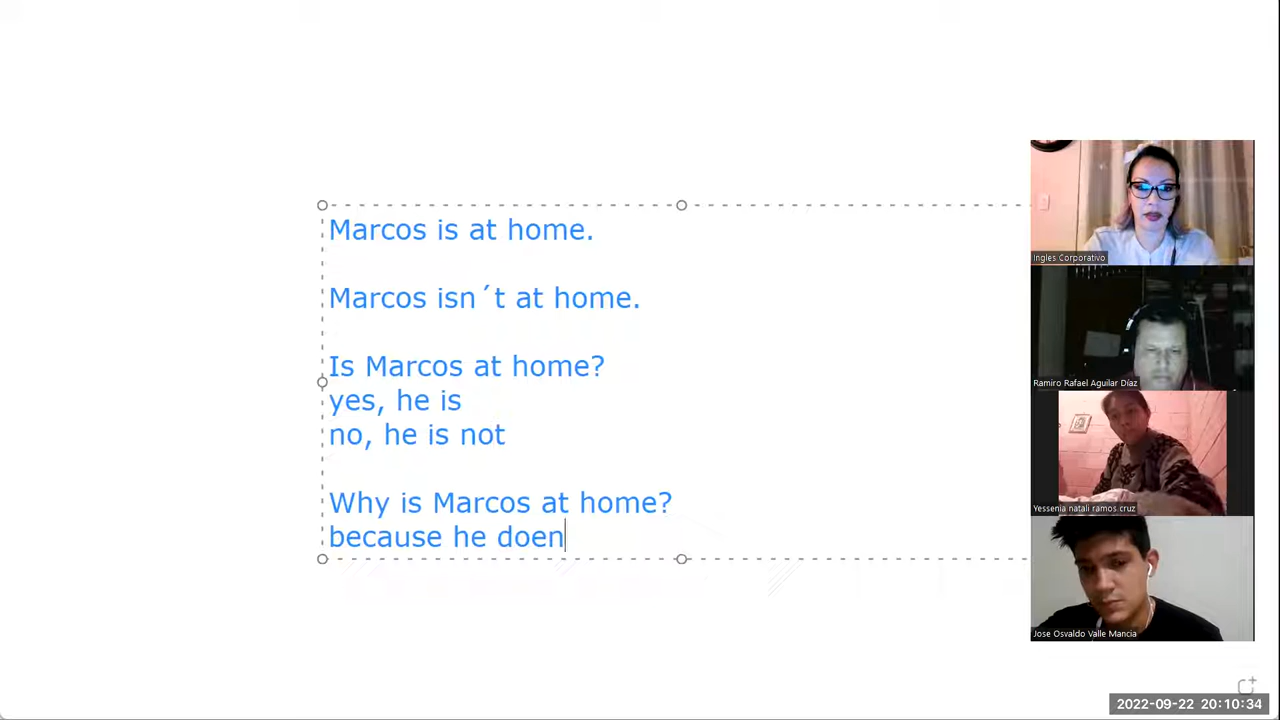 Marcos is at home.
Marcos isn´t at home.
Is Marcos at home?
yes, he is
no, he is not
Why is Marcos at home?
because he doen
Ingles Corporativo
Ramiro Rafael Aguilar Díaz
Yessenia natali ramos cruz
Jose Osvaldo Valle Mancia
2022-09-22 20:10:34